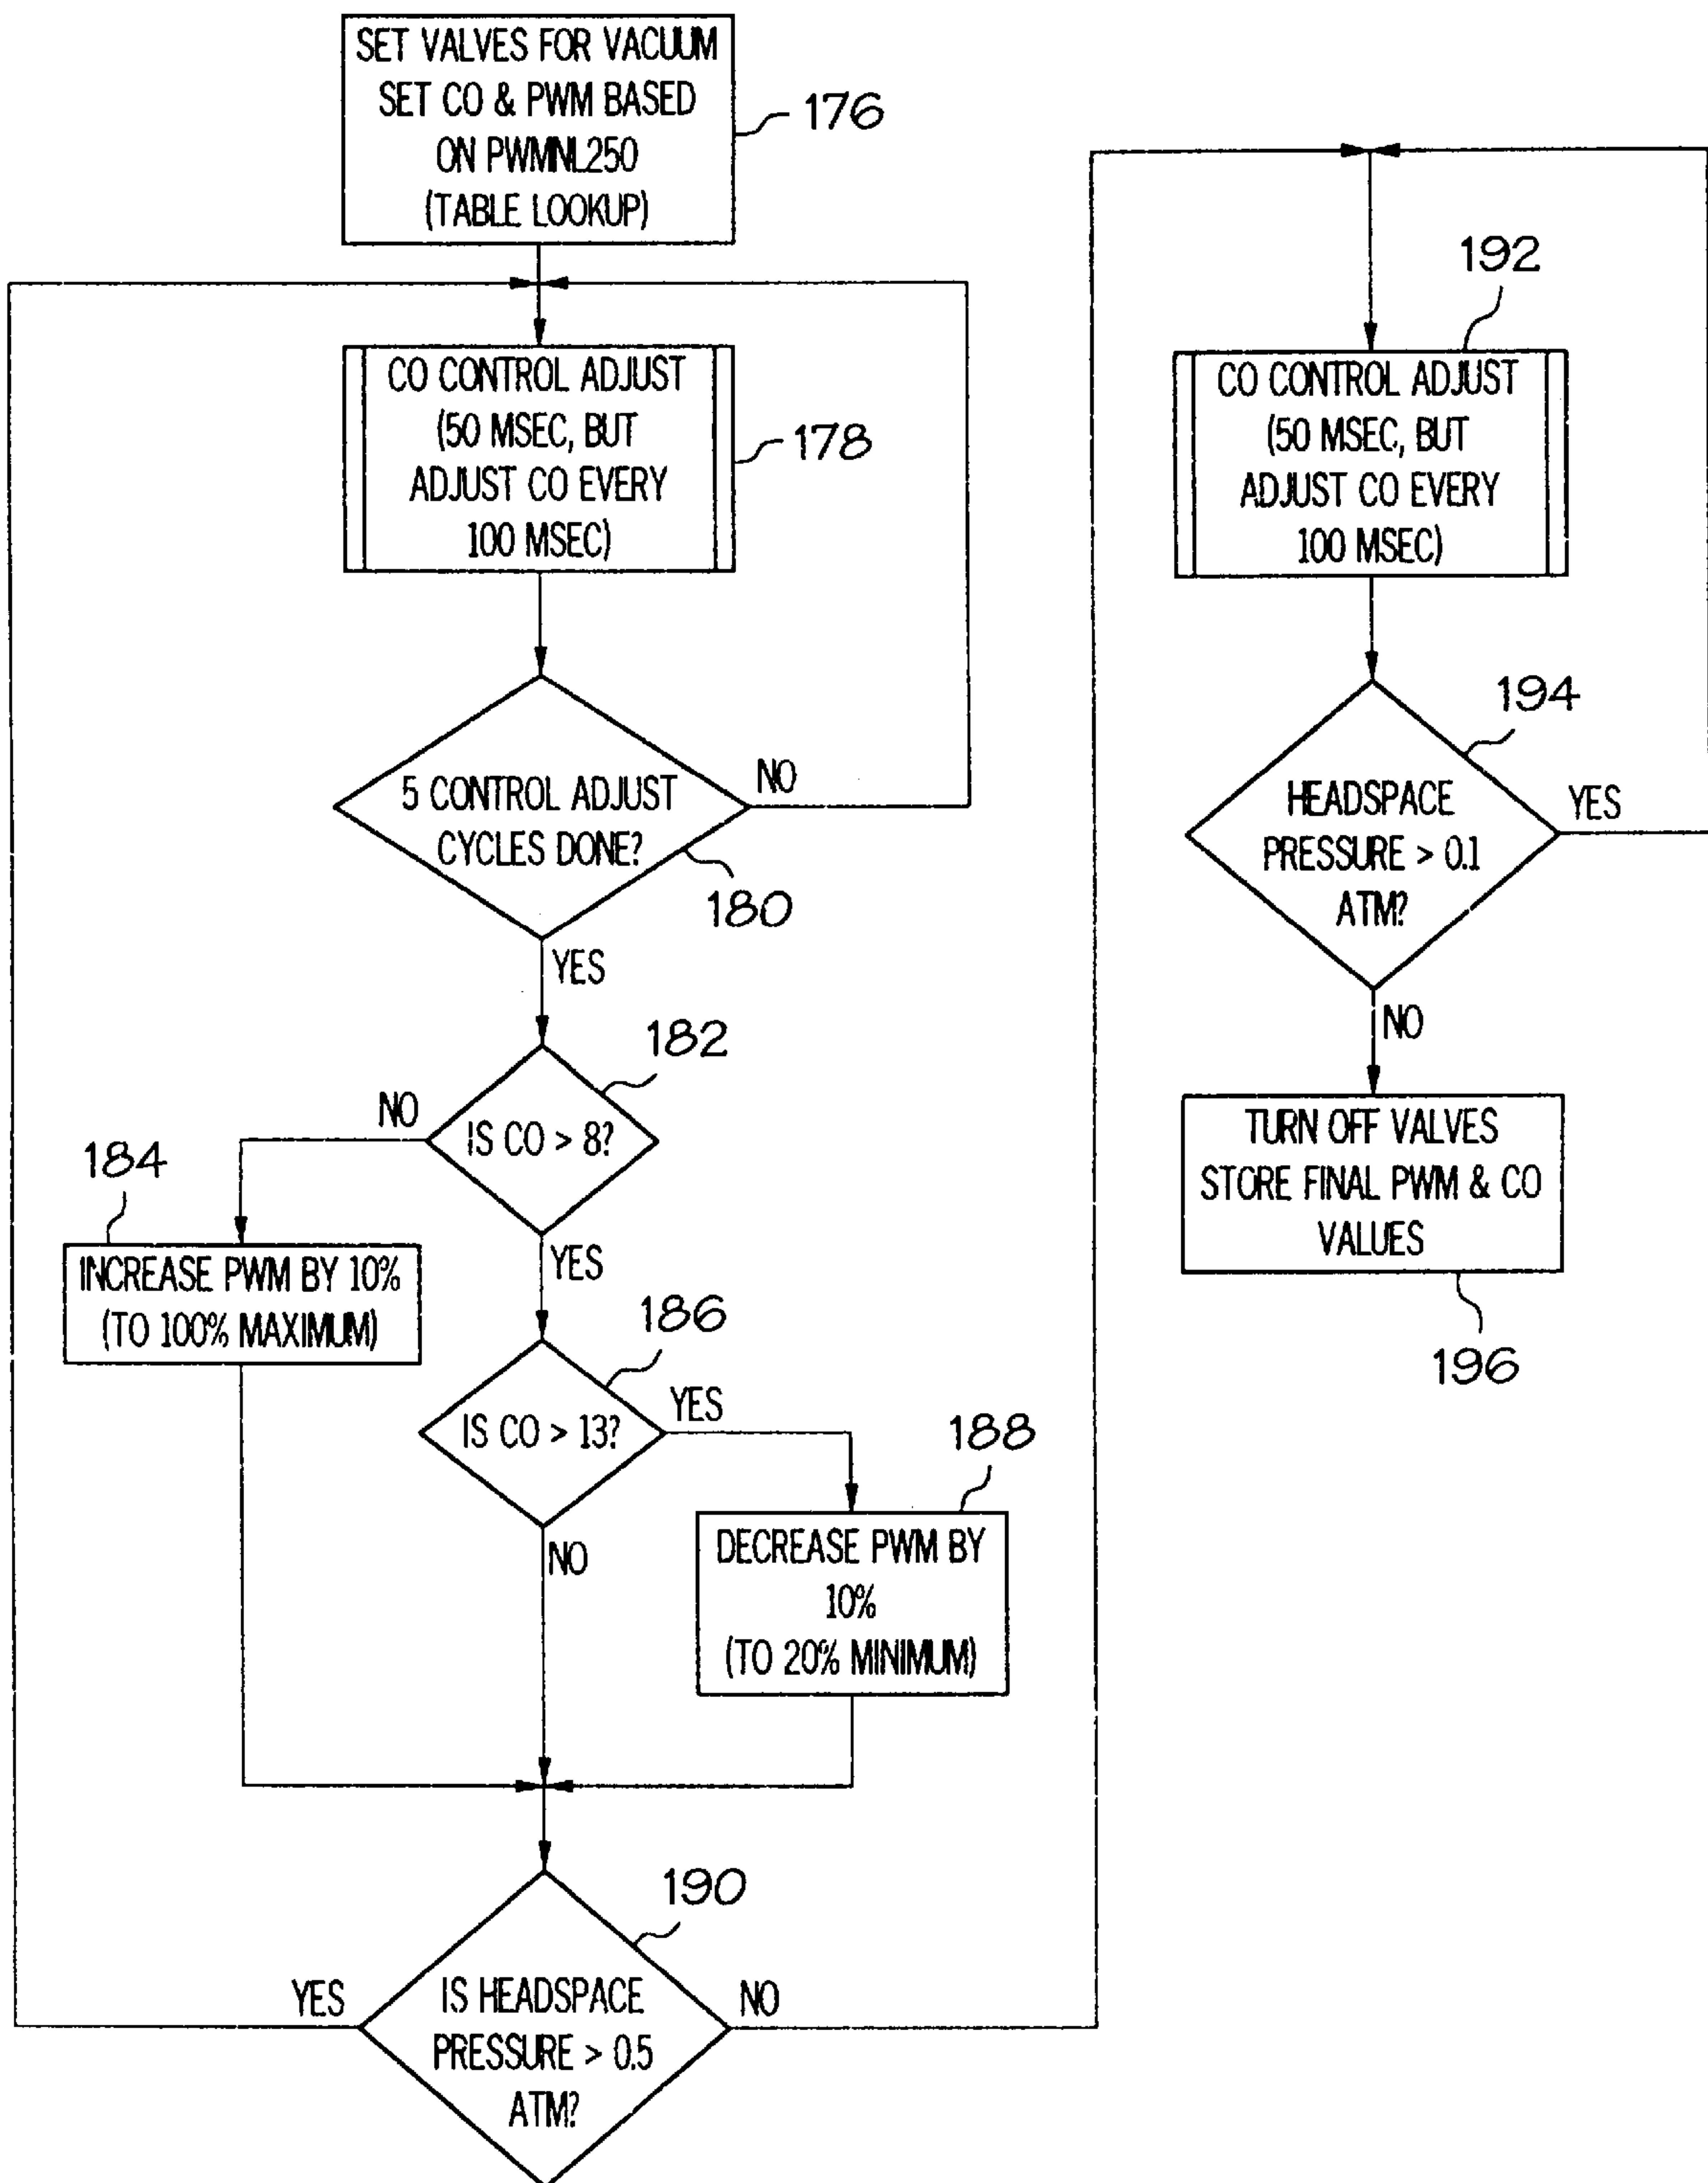 SET VALVES FOR VACUUM
SET CO & PWM BASED
ON PWMNL250
(TABLE LOOKUP)
176
CO CONTROL ADJUST
(50 MSEC, BUT
ADJUST CO EVERY
100 MSEC)
178
5 CONTROL ADJUST
CYCLES DONE?
NO
180
YES
182
IS CO > 8?
NO
184
YES
INCREASE PWM BY 10%
(TO 100% MAXIMUM)
186
IS CO > 13?
YES
188
NO
DECREASE PWM BY
10%
(TO 20% MINIMUM)
190
YES
IS HEADSPACE
PRESSURE > 0.5
ATM?
NO
192
CO CONTROL ADJUST
(50 MSEC, BUT
ADJUST CO EVERY
100 MSEC)
194
HEADSPACE
PRESSURE > 0.1
ATM?
YES
NO
TURN OFF VALVES
STORE FINAL PWM & CO
VALUES
196